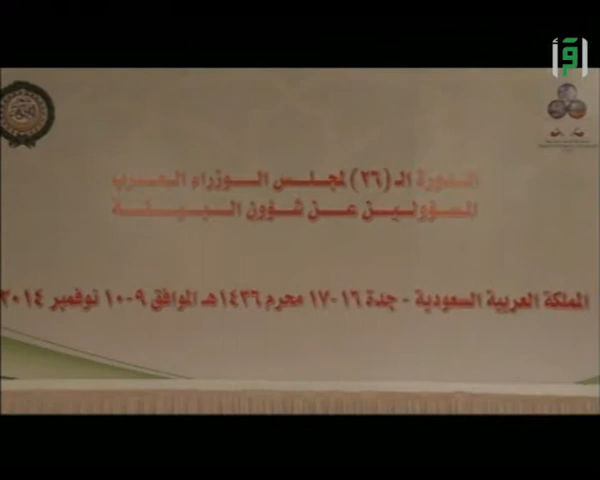 اقرأ
الدورة الـ (٢٦) لمجلس الوزراء العرب
المسؤولين عن شؤون البيئة
المملكة العربية السعودية - جدة ١٦-١٧ محرم ١٤٣٦هـ الموافق ٩-١٠ نوفمبر ٢٠١٤